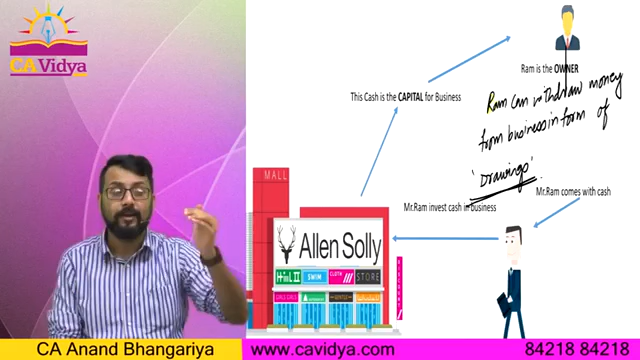 CA Vidya
Ram is the OWNER
This Cash is the CAPITAL for Business
Ram can withdraw money
from business in form of
'Drawings'
Mr.Ram comes with cash
Mr.Ram invest cash in business
MALL
Allen Solly
SWIM
CLOTH
STORE
CA Anand Bhangariya
www.cavidya.com
84218 84218